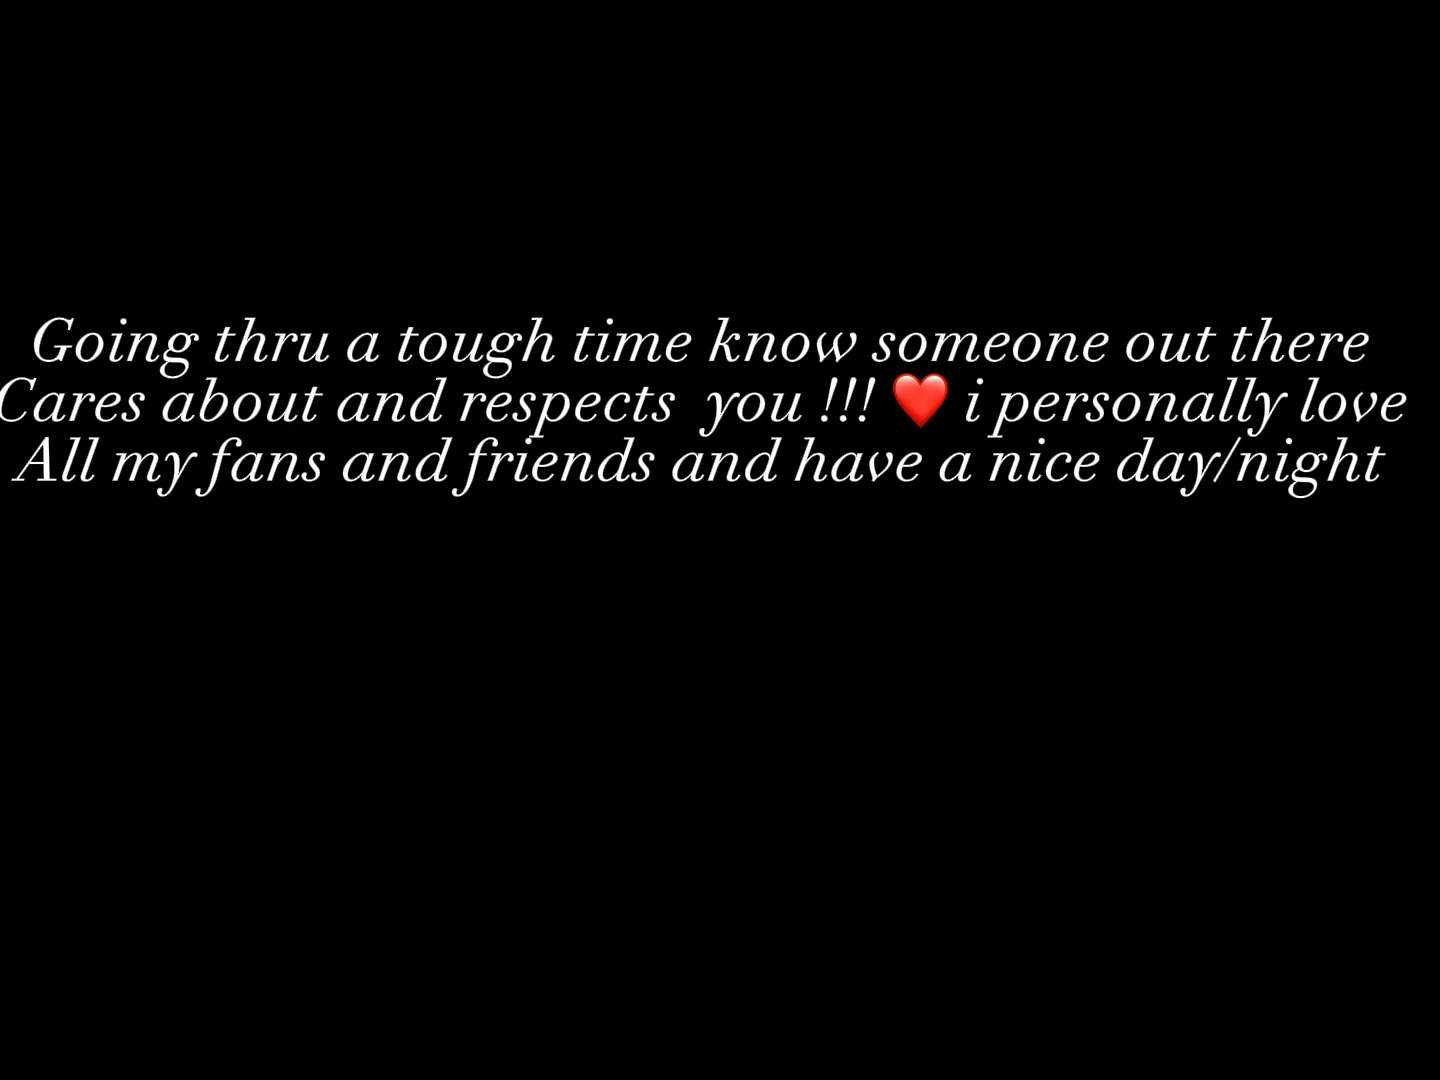 Going thru a tough time know someone out there
Cares about and respects  you !!! ❤️ i personally love
All my fans and friends and have a nice day/night